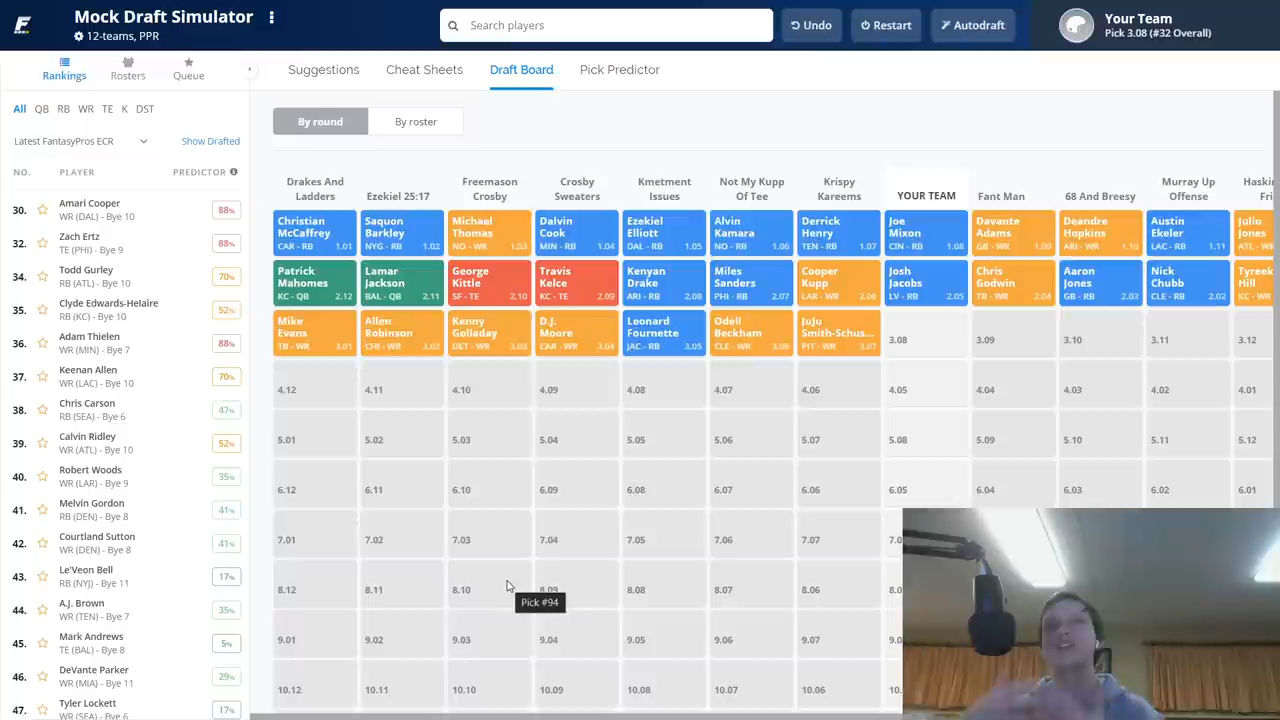 Mock Draft Simulator
12-teams, PPR
Search players
Undo
Restart
Autodraft
Your Team
Pick 3.08 (#32 Overall)
Rankings
Rosters
Queue
Suggestions
Cheat Sheets
Draft Board
Pick Predictor
All QB RB WR TE K DST
Latest FantasyPros ECR
Show Drafted
NO. PLAYER PREDICTOR
30. Amari Cooper 88%
WR (DAL) - Bye 10
32. Zach Ertz 88%
TE (PHI) - Bye 9
34. Todd Gurley 70%
RB (ATL) - Bye 10
35. Clyde Edwards-Helaire 52%
RB (KC) - Bye 10
36. Adam Thielen 88%
WR (MIN) - Bye 7
37. Keenan Allen 70%
WR (LAC) - Bye 10
38. Chris Carson 47%
RB (SEA) - Bye 6
39. Calvin Ridley 52%
WR (ATL) - Bye 10
40. Robert Woods 35%
WR (LAR) - Bye 9
41. Melvin Gordon 41%
RB (DEN) - Bye 8
42. Courtland Sutton 41%
WR (DEN) - Bye 8
43. Le'Veon Bell 17%
RB (NYJ) - Bye 11
44. A.J. Brown 35%
WR (TEN) - Bye 7
45. Mark Andrews 5%
TE (BAL) - Bye 8
46. DeVante Parker 29%
WR (MIA) - Bye 11
47. Tyler Lockett 17%
WR (SEA) - Bye 6
By round
By roster
Drakes And Ladders
Ezekiel 25:17
Freemason Crosby
Crosby Sweaters
Kmetment Issues
Not My Kupp Of Tee
Krispy Kareems
YOUR TEAM
Fant Man
68 And Breesy
Murray Up Offense
Christian McCaffrey CAR - RB 1.01
Saquon Barkley NYG - RB 1.02
Michael Thomas NO - WR 1.03
Dalvin Cook MIN - RB 1.04
Ezekiel Elliott DAL - RB 1.05
Alvin Kamara NO - RB 1.06
Derrick Henry TEN - RB 1.07
Joe Mixon CIN - RB 1.08
Davante Adams GB - WR 1.09
Deandre Hopkins ARI - WR 1.10
Austin Ekeler LAC - RB 1.11
Julio Jones ATL - W
Patrick Mahomes KC - QB 2.12
Lamar Jackson BAL - QB 2.11
George Kittle SF - TE 2.10
Travis Kelce KC - TE 2.09
Kenyan Drake ARI - RB 2.08
Miles Sanders PHI - RB 2.07
Cooper Kupp LAR - WR 2.06
Josh Jacobs LV - RB 2.05
Chris Godwin TB - WR 2.04
Aaron Jones GB - RB 2.03
Nick Chubb CLE - RB 2.02
Tyreek Hill KC - WR
Mike Evans TB - WR 3.01
Allen Robinson CHI - WR 3.02
Kenny Golladay DET - WR 3.03
D.J. Moore CAR - WR 3.04
Leonard Fournette JAC - RB 3.05
Odell Beckham CLE - WR 3.06
JuJu Smith-Schus... PIT - WR 3.07
3.08 3.09 3.10 3.11 3.12
4.12 4.11 4.10 4.09 4.08 4.07 4.06 4.05 4.04 4.03 4.02 4.01
5.01 5.02 5.03 5.04 5.05 5.06 5.07 5.08 5.09 5.10 5.11 5.12
6.12 6.11 6.10 6.09 6.08 6.07 6.06 6.05 6.04 6.03 6.02 6.01
7.01 7.02 7.03 7.04 7.05 7.06 7.07
8.12 8.11 8.10 8.09 8.08 8.07 8.06
Pick #94
9.01 9.02 9.03 9.04 9.05 9.06 9.07
10.12 10.11 10.10 10.09 10.08 10.07 10.06